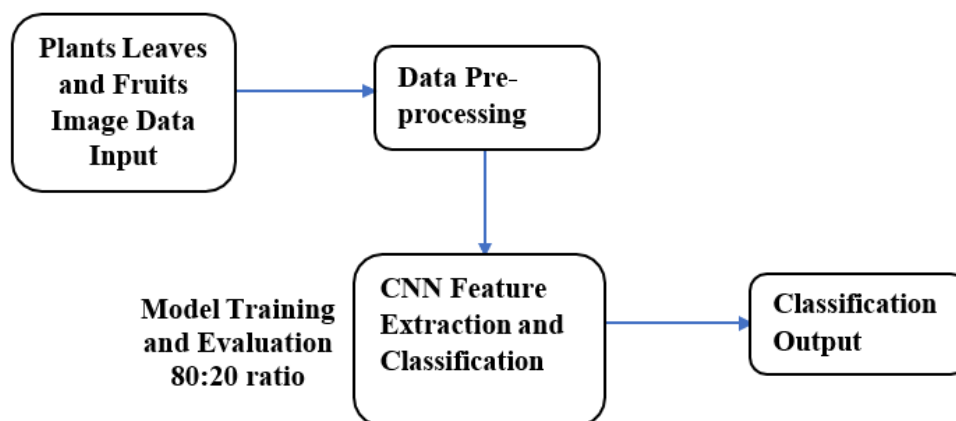 Plants Leaves
and Fruits
Image Data
Input
Data Pre-
processing
Model Training
and Evaluation
80:20 ratio
CNN Feature
Extraction and
Classification
Classification
Output